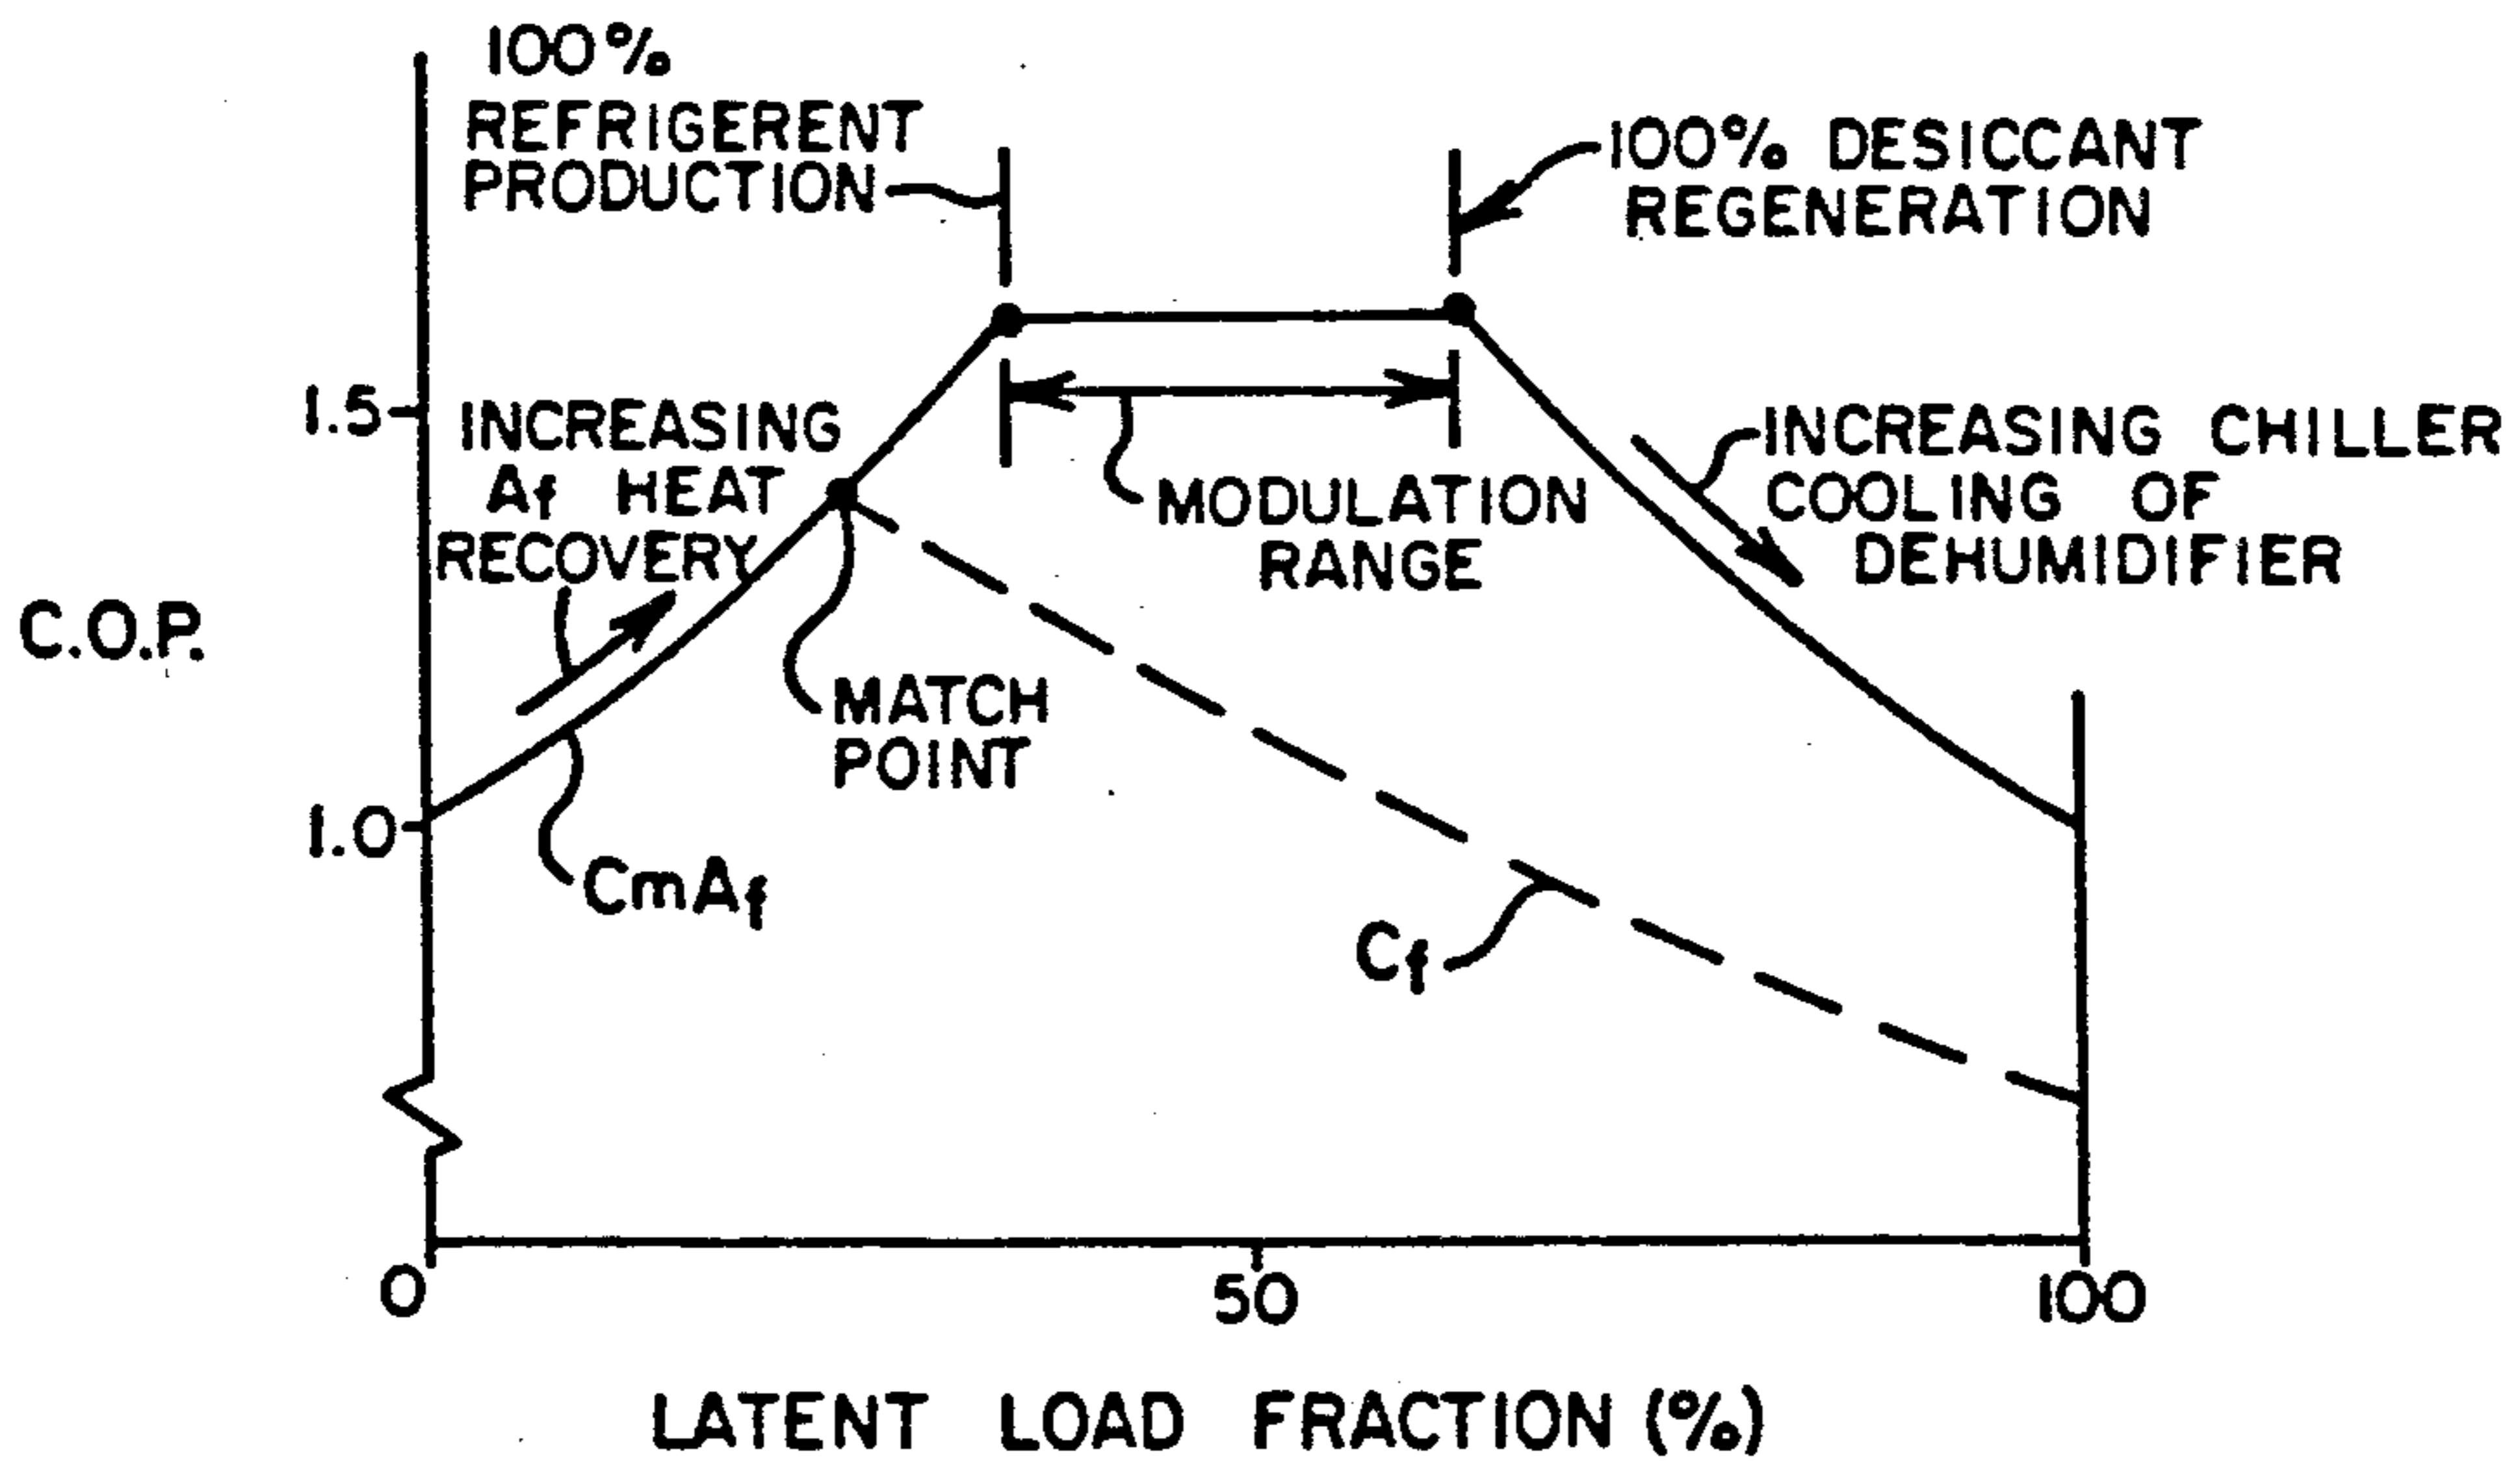 100%
REFRIGERENT
PRODUCTION
100% DESICCANT
REGENERATION
1.5
INCREASING
Af HEAT
RECOVERY
INCREASING CHILLER
COOLING OF
DEHUMIDIFIER
MODULATION
RANGE
C.O.P.
MATCH
POINT
1.0
CmAf
Cf
0
50
100
LATENT LOAD FRACTION (%)